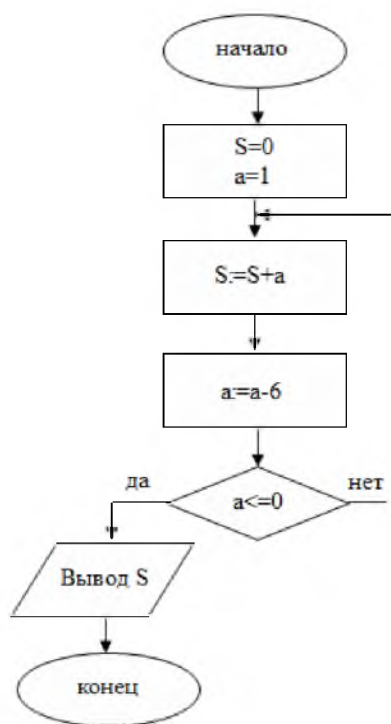 начало
S=0
a=1
S:=S+a
a:=a-6
да
нет
a<=0
Вывод S
конец